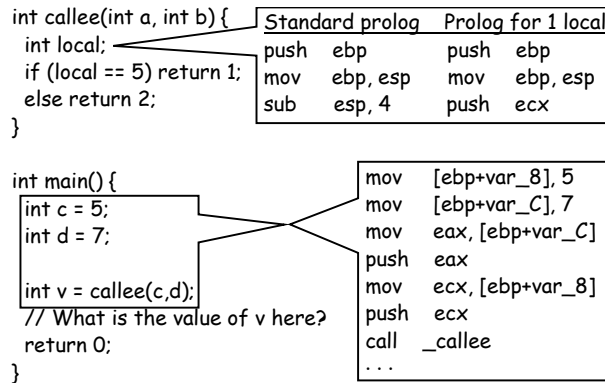 int callee(int a, int b) {
int local;
if (local == 5) return 1;
else return 2;
}
Standard prolog Prolog for 1 local
push ebp push ebp
mov ebp, esp mov ebp, esp
sub esp, 4 push ecx
int main() {
int c = 5;
int d = 7;
int v = callee(c,d);
// What is the value of v here?
return 0;
}
mov [ebp+var_8], 5
mov [ebp+var_C], 7
mov eax, [ebp+var_C]
push eax
mov ecx, [ebp+var_8]
push ecx
call _callee
. . .